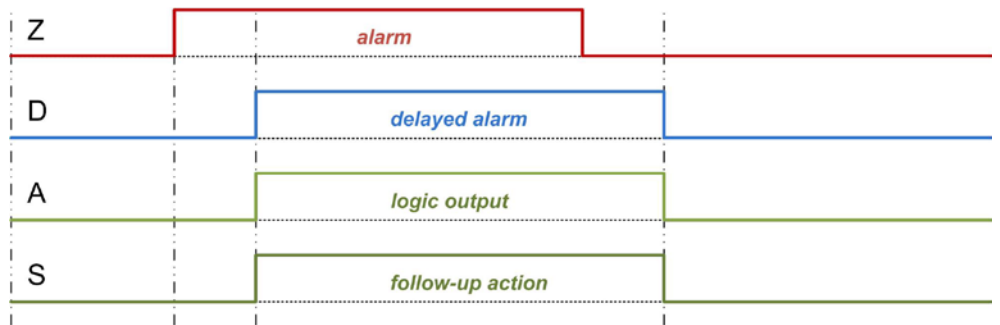 Z
alarm
D
delayed alarm
A
logic output
S
follow-up action